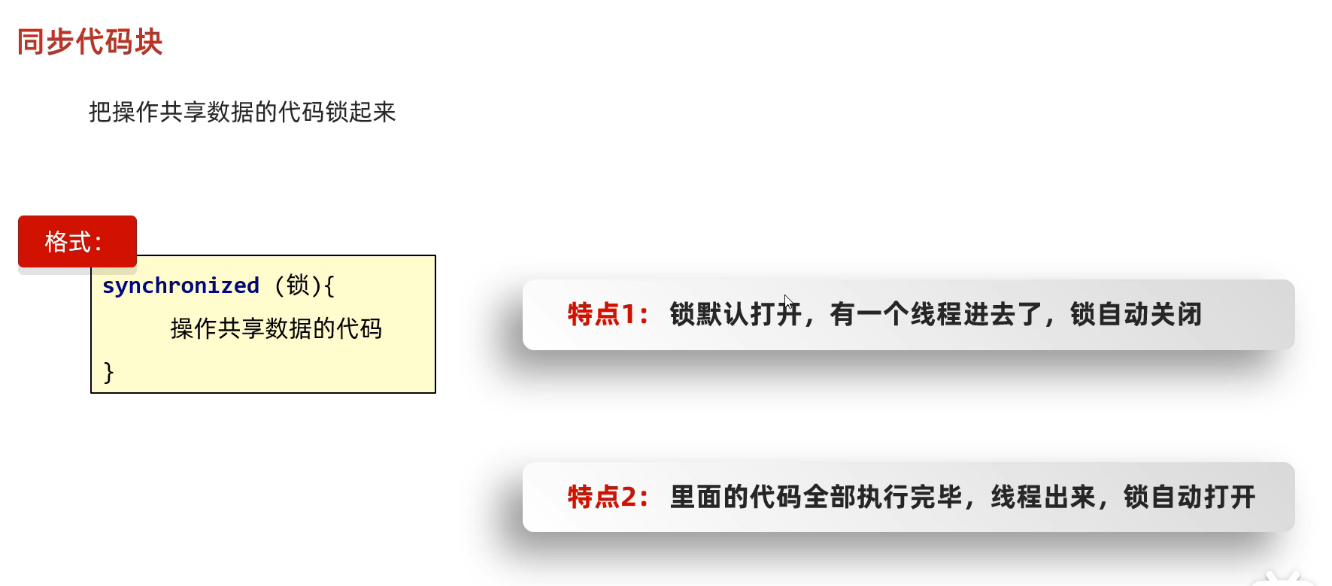 同步代码块
把操作共享数据的代码锁起来
格式：
synchronized （锁）{
操作共享数据的代码
}
特点1： 锁默认打开，有一个线程进去了，锁自动关闭
特点2： 里面的代码全部执行完毕，线程出来，锁自动打开